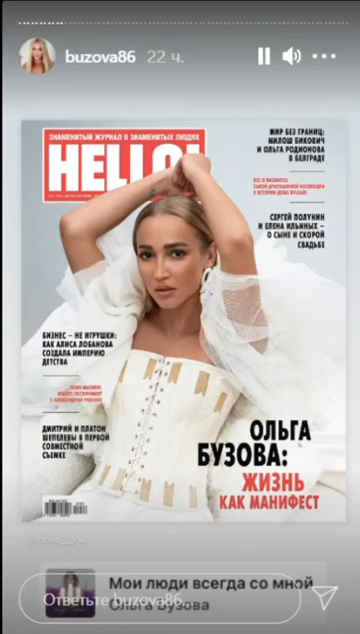 buzova86 22 ч.
ЗНАМЕНИТЫЙ ЖУРНАЛ О ЗНАМЕНИТЫХ ЛЮДЯХ
HELLO!
МИР БЕЗ ГРАНИЦ:
МИЛОШ БИКОВИЧ
И ОЛЬГА РОДИОНОВА
В БЕЛГРАДЕ
СЕРГЕЙ ПОЛУНИН
И ЕЛЕНА ИЛЬИНЫХ –
О СЫНЕ И СКОРОЙ
СВАДЬБЕ
БИЗНЕС – НЕ ИГРУШКИ:
КАК АЛИСА ЛОБАНОВА
СОЗДАЛА ИМПЕРИЮ
ДЕТСТВА
ДМИТРИЙ И ПЛАТОН
ШЕПЕЛЕВЫ В ПЕРВОЙ
СОВМЕСТНОЙ
СЪЕМКЕ
ОЛЬГА
БУЗОВА:
ЖИЗНЬ
КАК МАНИФЕСТ
@hello__ru
Мои люди всегда со мной
Ольга Бузова
Ответьте buzova86...